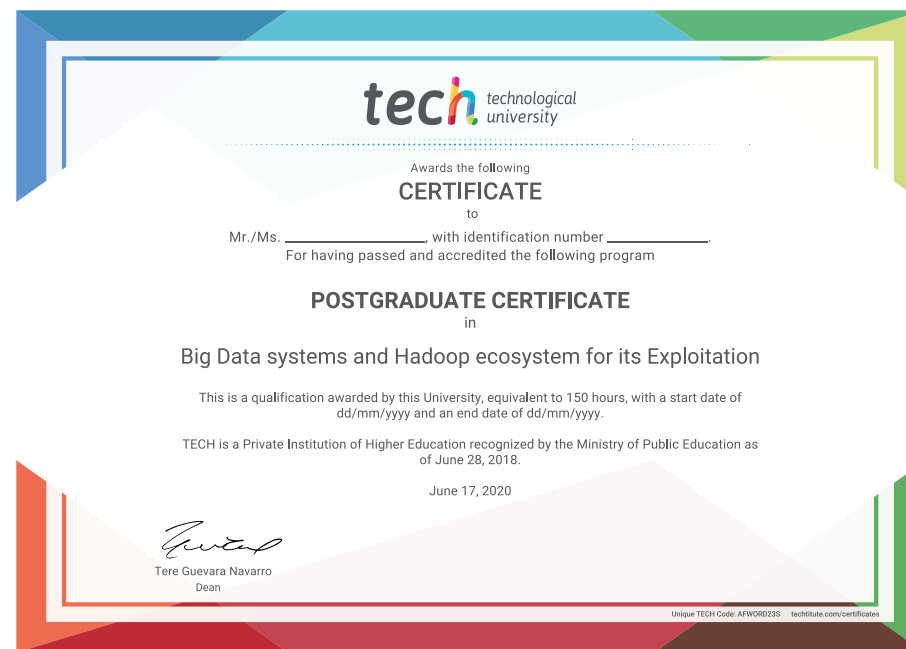 tech technological
university
Awards the following
CERTIFICATE
to
Mr./Ms. ____________, with identification number ____________.
For having passed and accredited the following program
POSTGRADUATE CERTIFICATE
in
Big Data systems and Hadoop ecosystem for its Exploitation
This is a qualification awarded by this University, equivalent to 150 hours, with a start date of
dd/mm/yyyy and an end date of dd/mm/yyyy.
TECH is a Private Institution of Higher Education recognized by the Ministry of Public Education as
of June 28, 2018.
June 17, 2020
Tere Guevara Navarro
Dean
Unique TECH Code: AFWORD23S techtitute.com/certificates